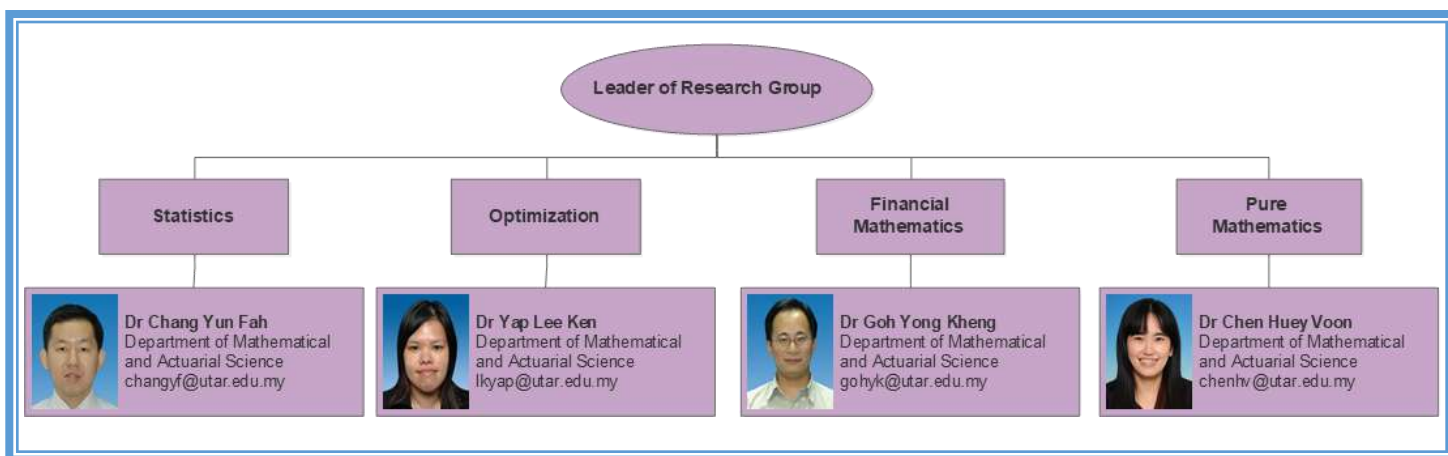 Leader of Research Group
Statistics
Optimization
Financial
Mathematics
Pure
Mathematics
Dr Chang Yun Fah
Department of Mathematical
and Actuarial Science
changyf@utar.edu.my
Dr Yap Lee Ken
Department of Mathematical
and Actuarial Science
lkyap@utar.edu.my
Dr Goh Yong Kheng
Department of Mathematical
and Actuarial Science
gohyk@utar.edu.my
Dr Chen Huey Voon
Department of Mathematical
and Actuarial Science
chenhv@utar.edu.my